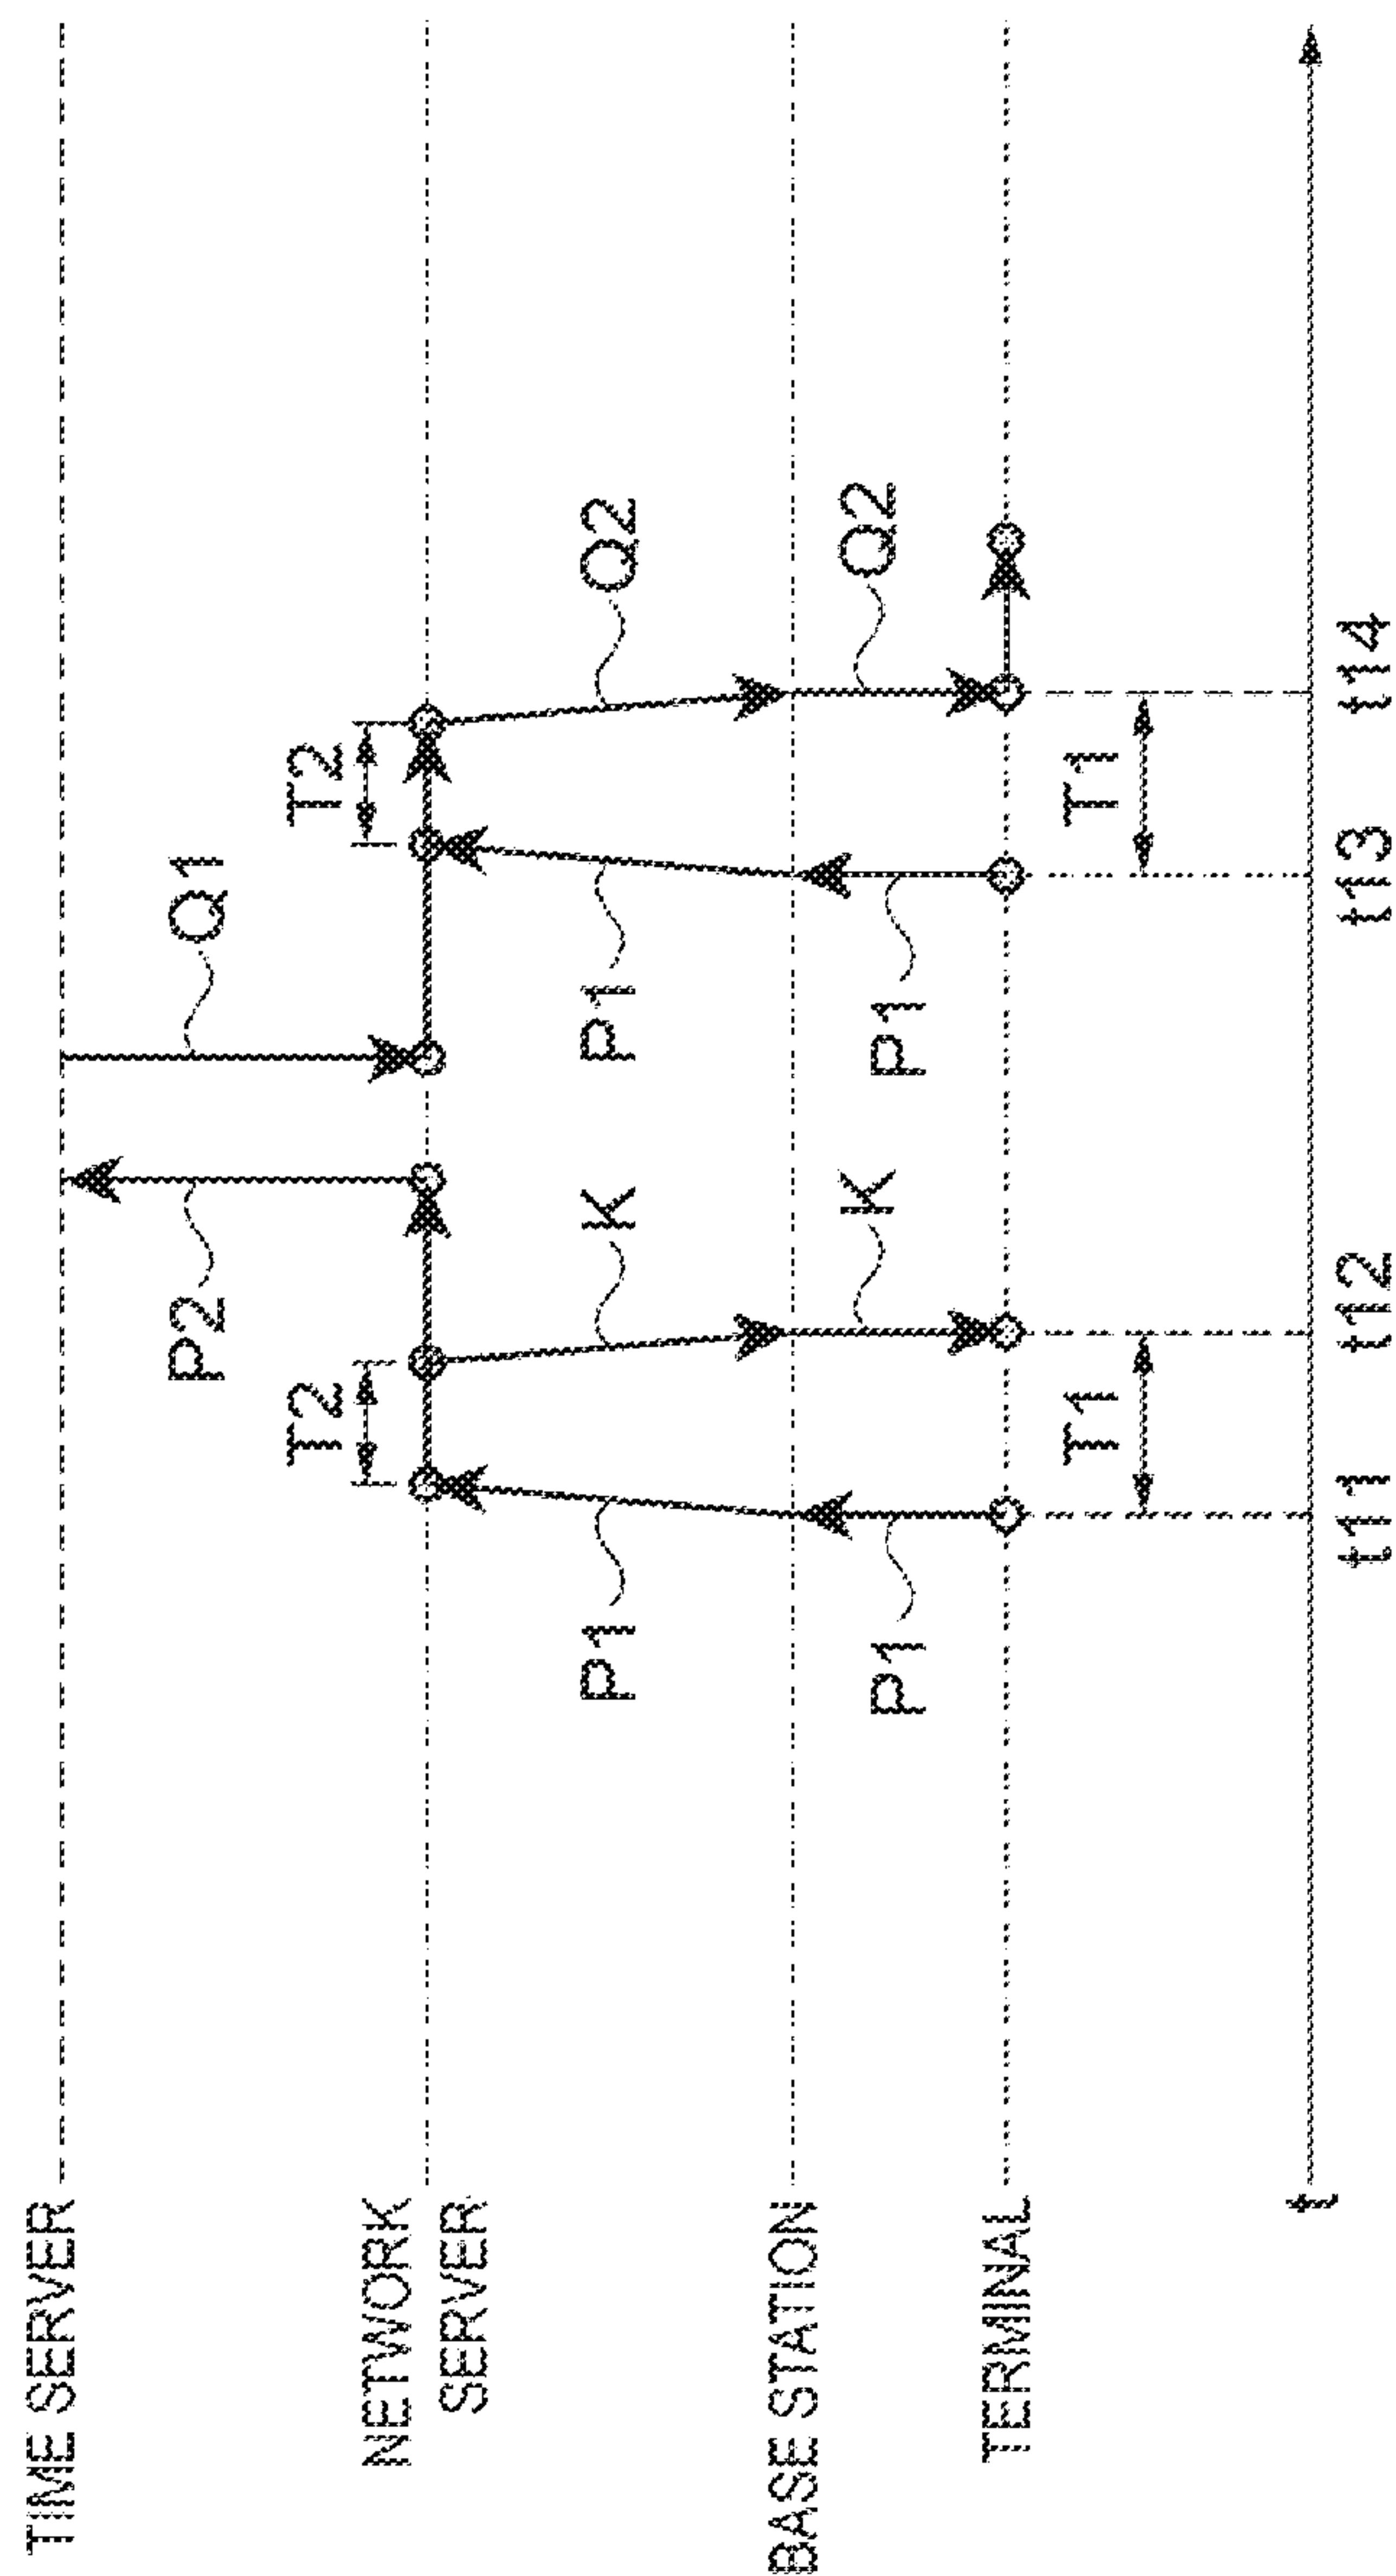 TIME SERVER
P2
Q1
NETWORK
SERVER
T2
T2
P1
K
P1
Q2
BASE STATION
P1
K
P1
Q2
TERMINAL
T1
T1
t
t11
t12
t13
t14